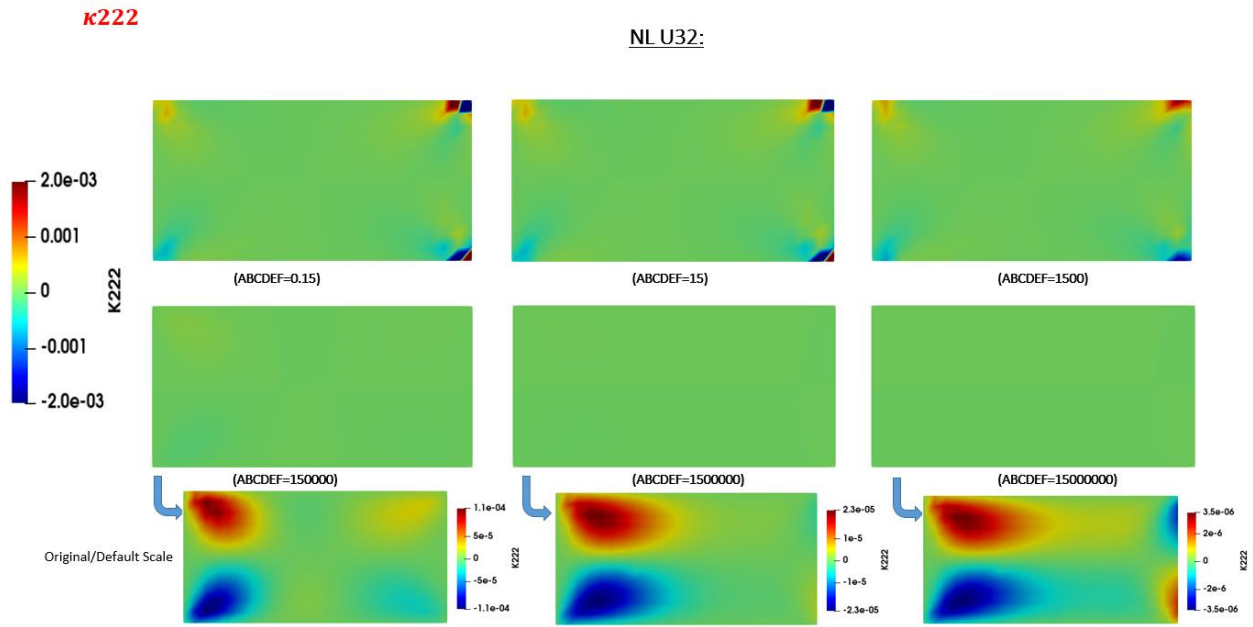 κ222
NL U32:
2.0e-03
0.001
0
-0.001
-2.0e-03
K222
(ABCDEF=0.15)
(ABCDEF=15)
(ABCDEF=1500)
(ABCDEF=150000)
(ABCDEF=1500000)
(ABCDEF=15000000)
Original/Default Scale
1.1e-04
5e-5
0
-5e-5
-1.1e-04
K222
2.3e-05
1e-5
0
-1e-5
-2.3e-05
K222
3.5e-06
2e-6
0
-2e-6
-3.5e-06
K222